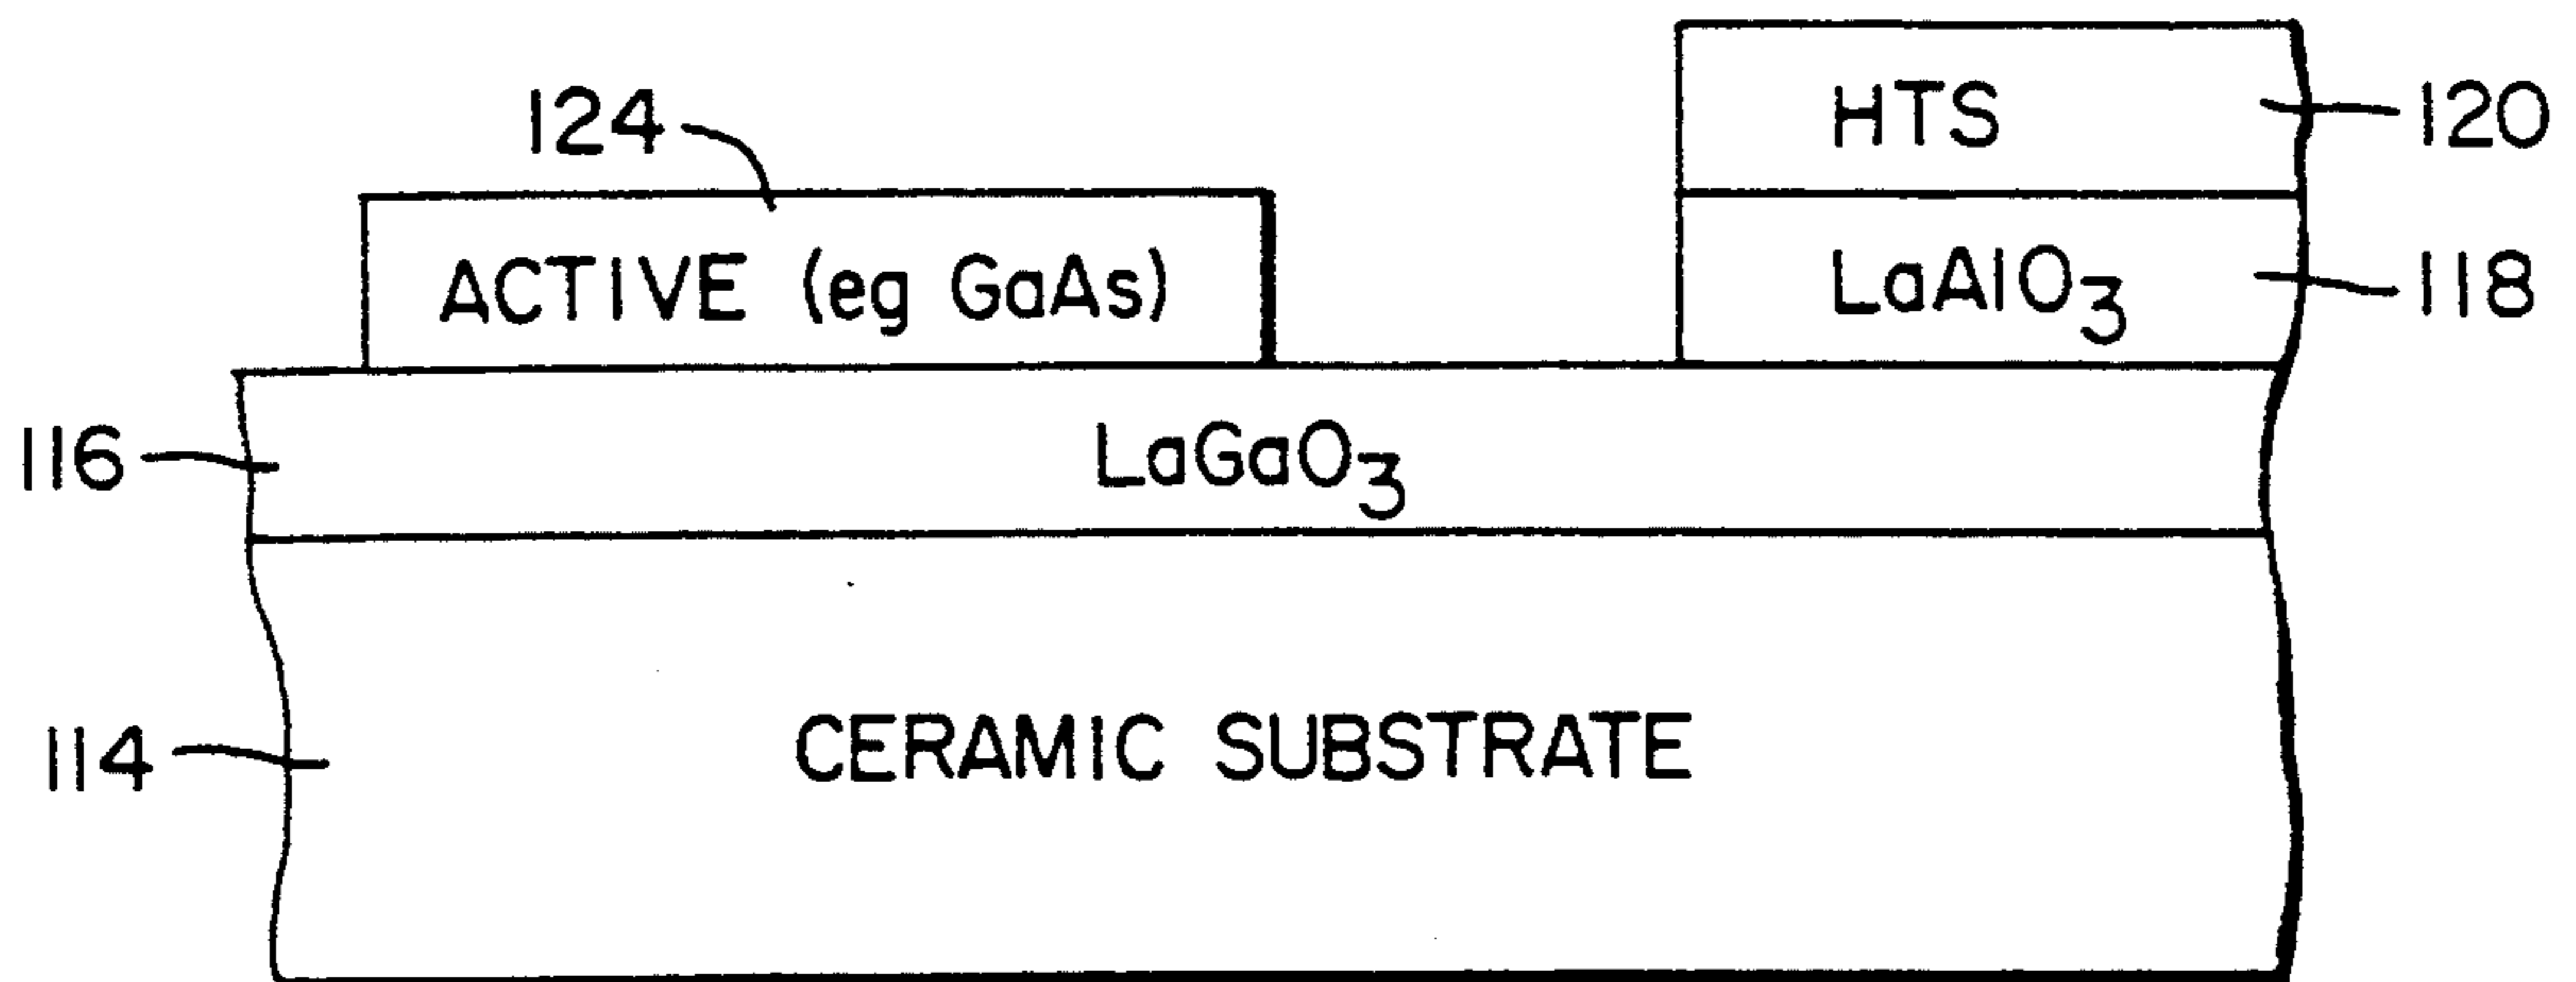 124
HTS
120
ACTIVE (eg GaAs)
LaAlO3
118
116
LaGaO3
114
CERAMIC SUBSTRATE